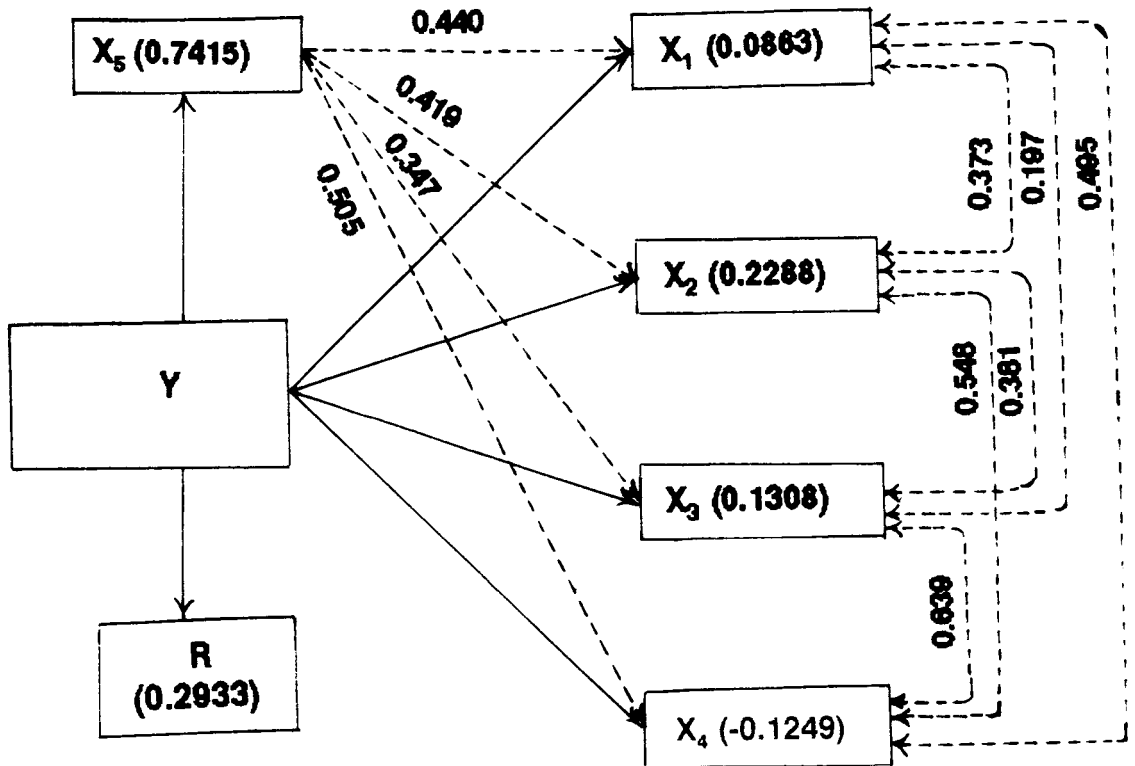 X₅ (0.7415)
0.440
X₁ (0.0863)
0.419
0.347
0.505
0.373
0.197
0.495
X₂ (0.2288)
Y
0.548
0.381
X₃ (0.1308)
0.639
R
(0.2933)
X₄ (-0.1249)